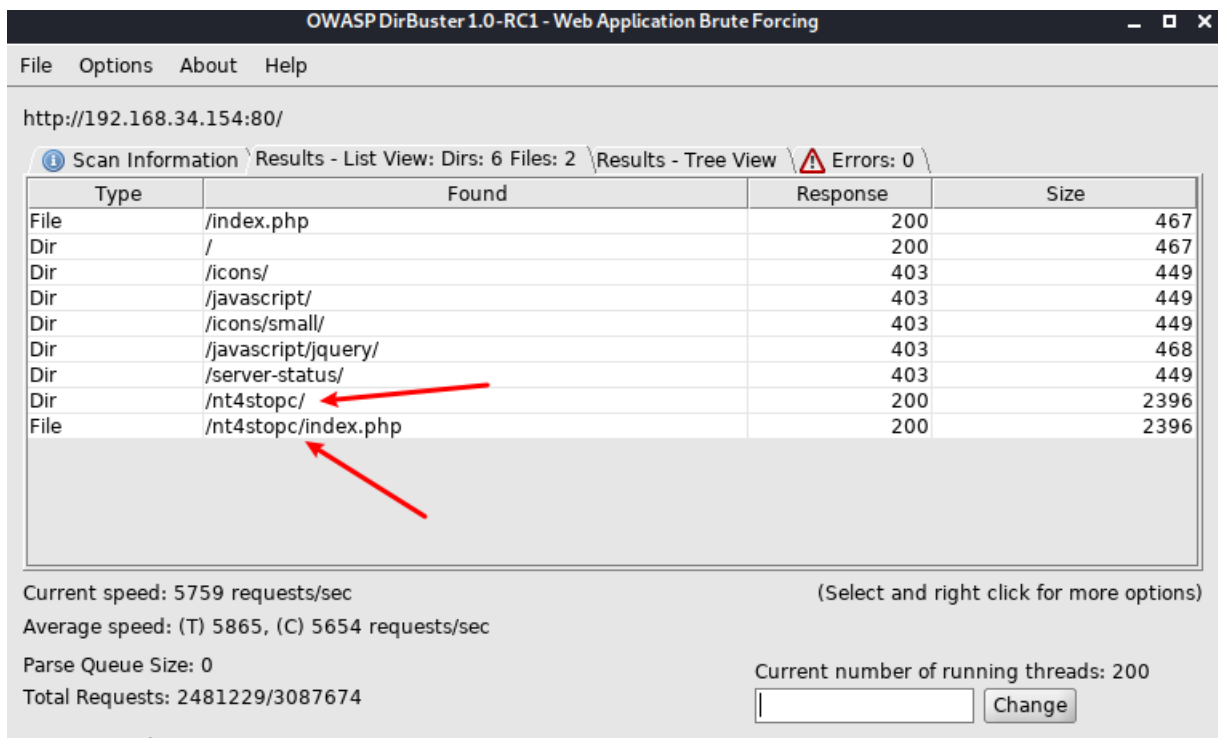 OWASP DirBuster 1.0-RC1 - Web Application Brute Forcing
File Options About Help
http://192.168.34.154:80/
Scan Information Results - List View: Dirs: 6 Files: 2 Results - Tree View Errors: 0
Type Found Response Size
File /index.php 200 467
Dir / 200 467
Dir /icons/ 403 449
Dir /javascript/ 403 449
Dir /icons/small/ 403 449
Dir /javascript/jquery/ 403 468
Dir /server-status/ 403 449
Dir /nt4stopc/ 200 2396
File /nt4stopc/index.php 200 2396
Current speed: 5759 requests/sec (Select and right click for more options)
Average speed: (T) 5865, (C) 5654 requests/sec
Parse Queue Size: 0
Current number of running threads: 200
Total Requests: 2481229/3087674
Change